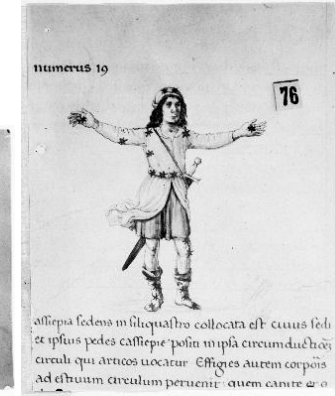 numerus 19
76
assiepia sedens in siliquastro collocata est cuius sedi
et ipsius pedes cassiepie positi in ipsa circumductiõe
circuli qui articos uocatur Effigies autem corporis
ad estiuum circulum peruenit quem capite et